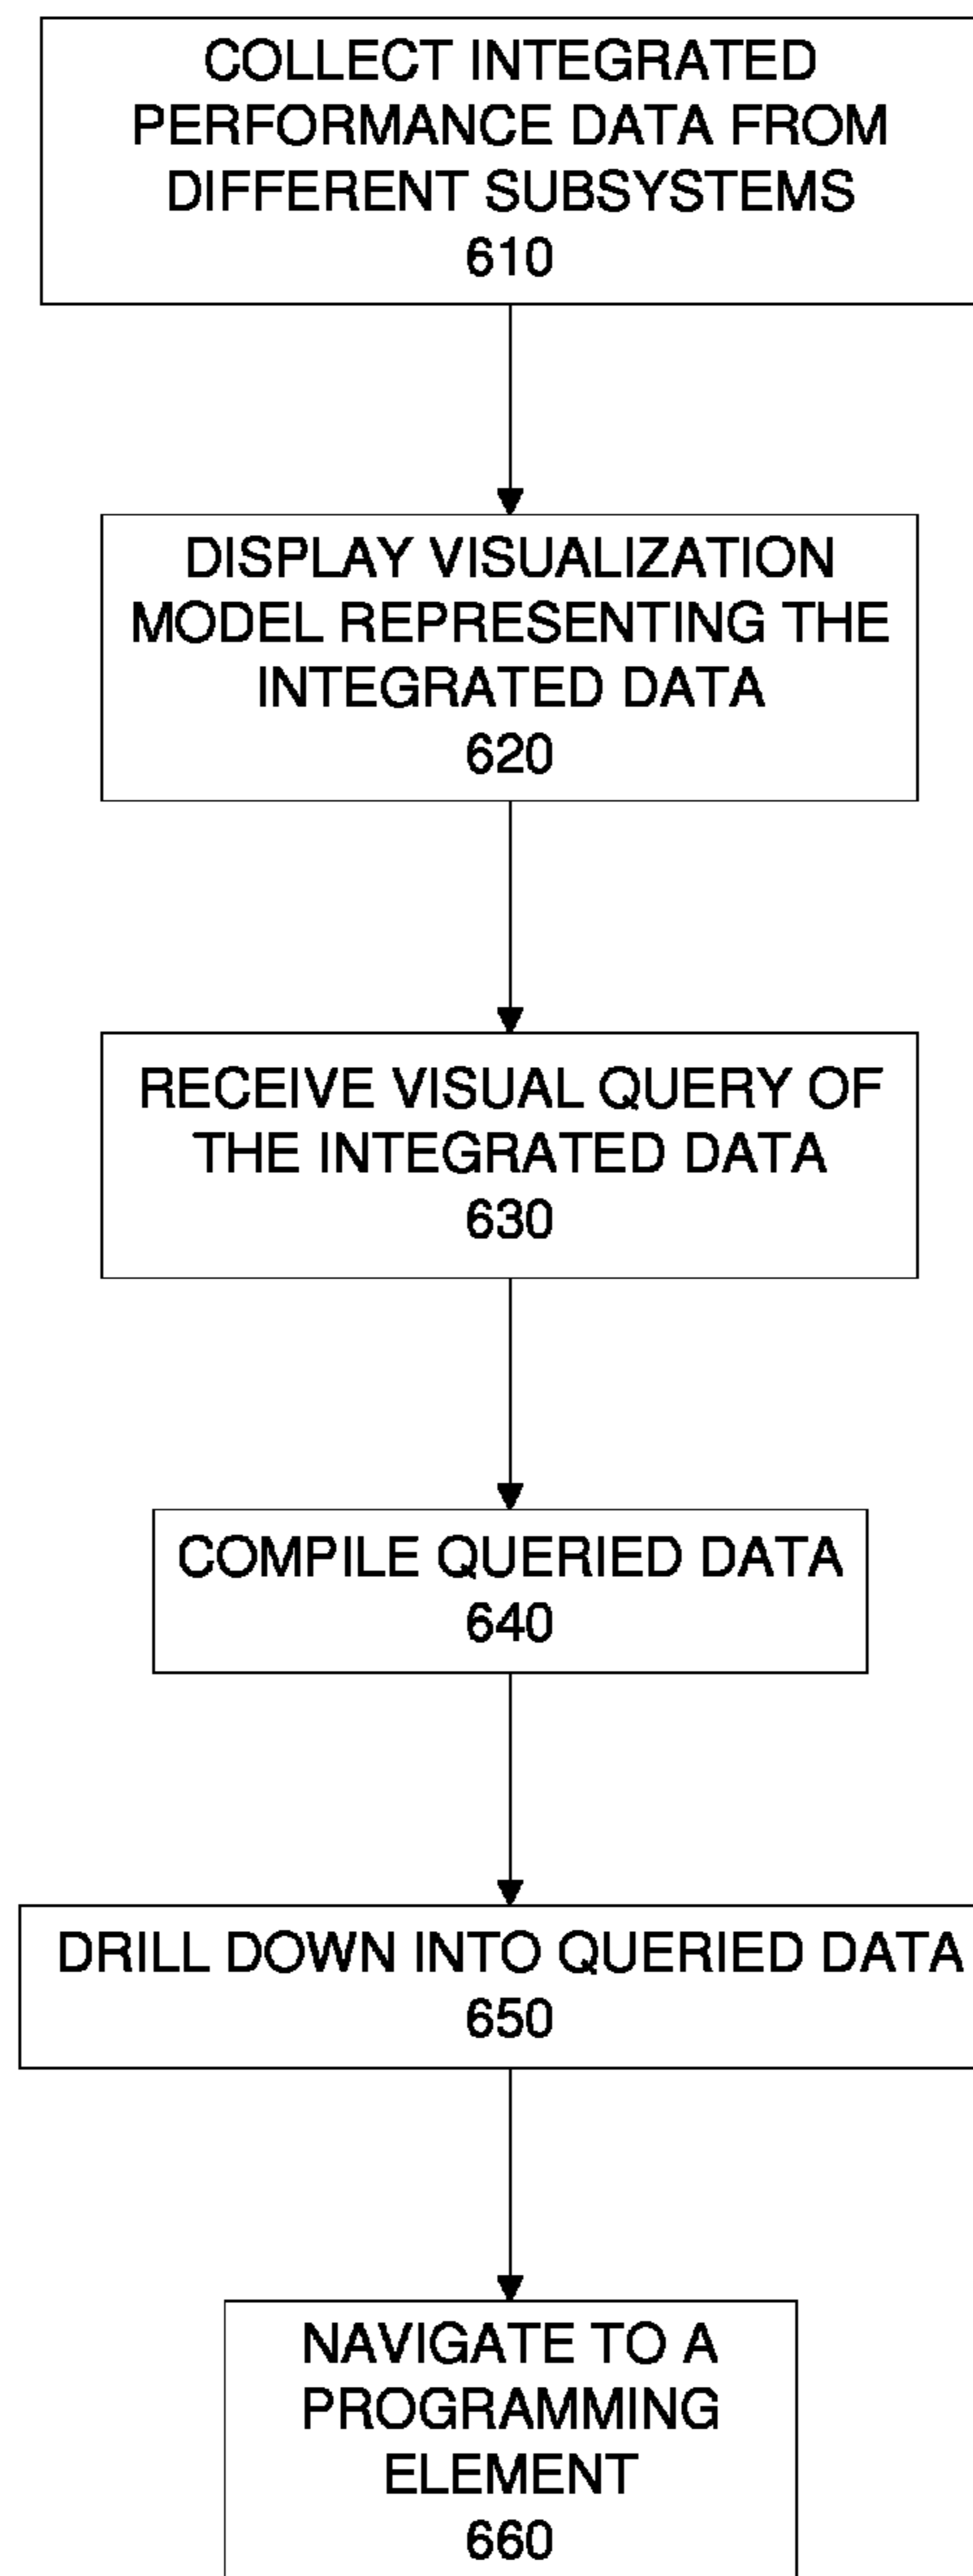 COLLECT INTEGRATED
PERFORMANCE DATA FROM
DIFFERENT SUBSYSTEMS
610
DISPLAY VISUALIZATION
MODEL REPRESENTING THE
INTEGRATED DATA
620
RECEIVE VISUAL QUERY OF
THE INTEGRATED DATA
630
COMPILE QUERIED DATA
640
DRILL DOWN INTO QUERIED DATA
650
NAVIGATE TO A
PROGRAMMING
ELEMENT
660